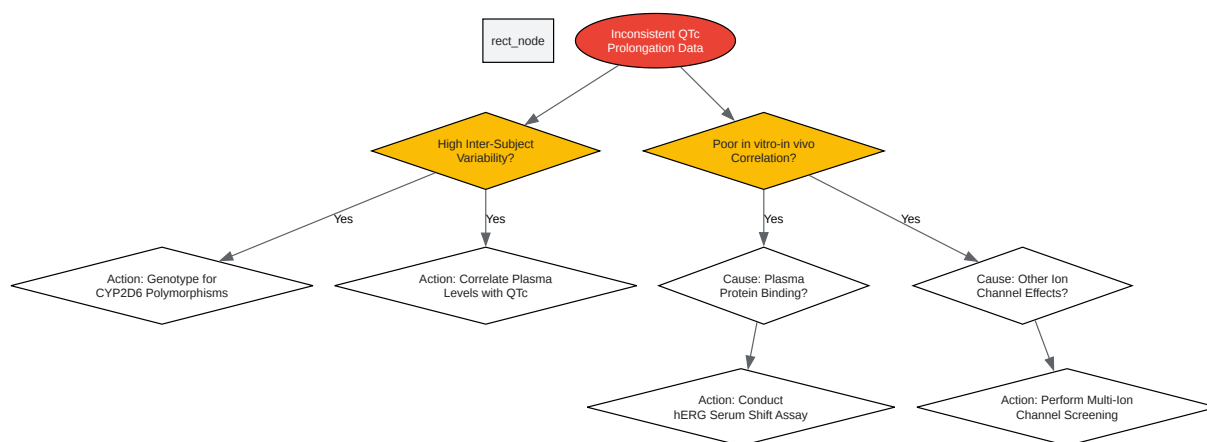 rect_node
Inconsistent QTc
Prolongation Data
High Inter-Subject
Variability?
Poor in vitro-in vivo
Correlation?
Yes
Yes
Yes
Yes
Action: Genotype for
CYP2D6 Polymorphisms
Action: Correlate Plasma
Levels with QTc
Cause: Plasma
Protein Binding?
Cause: Other Ion
Channel Effects?
Action: Conduct
hERG Serum Shift Assay
Action: Perform Multi-Ion
Channel Screening